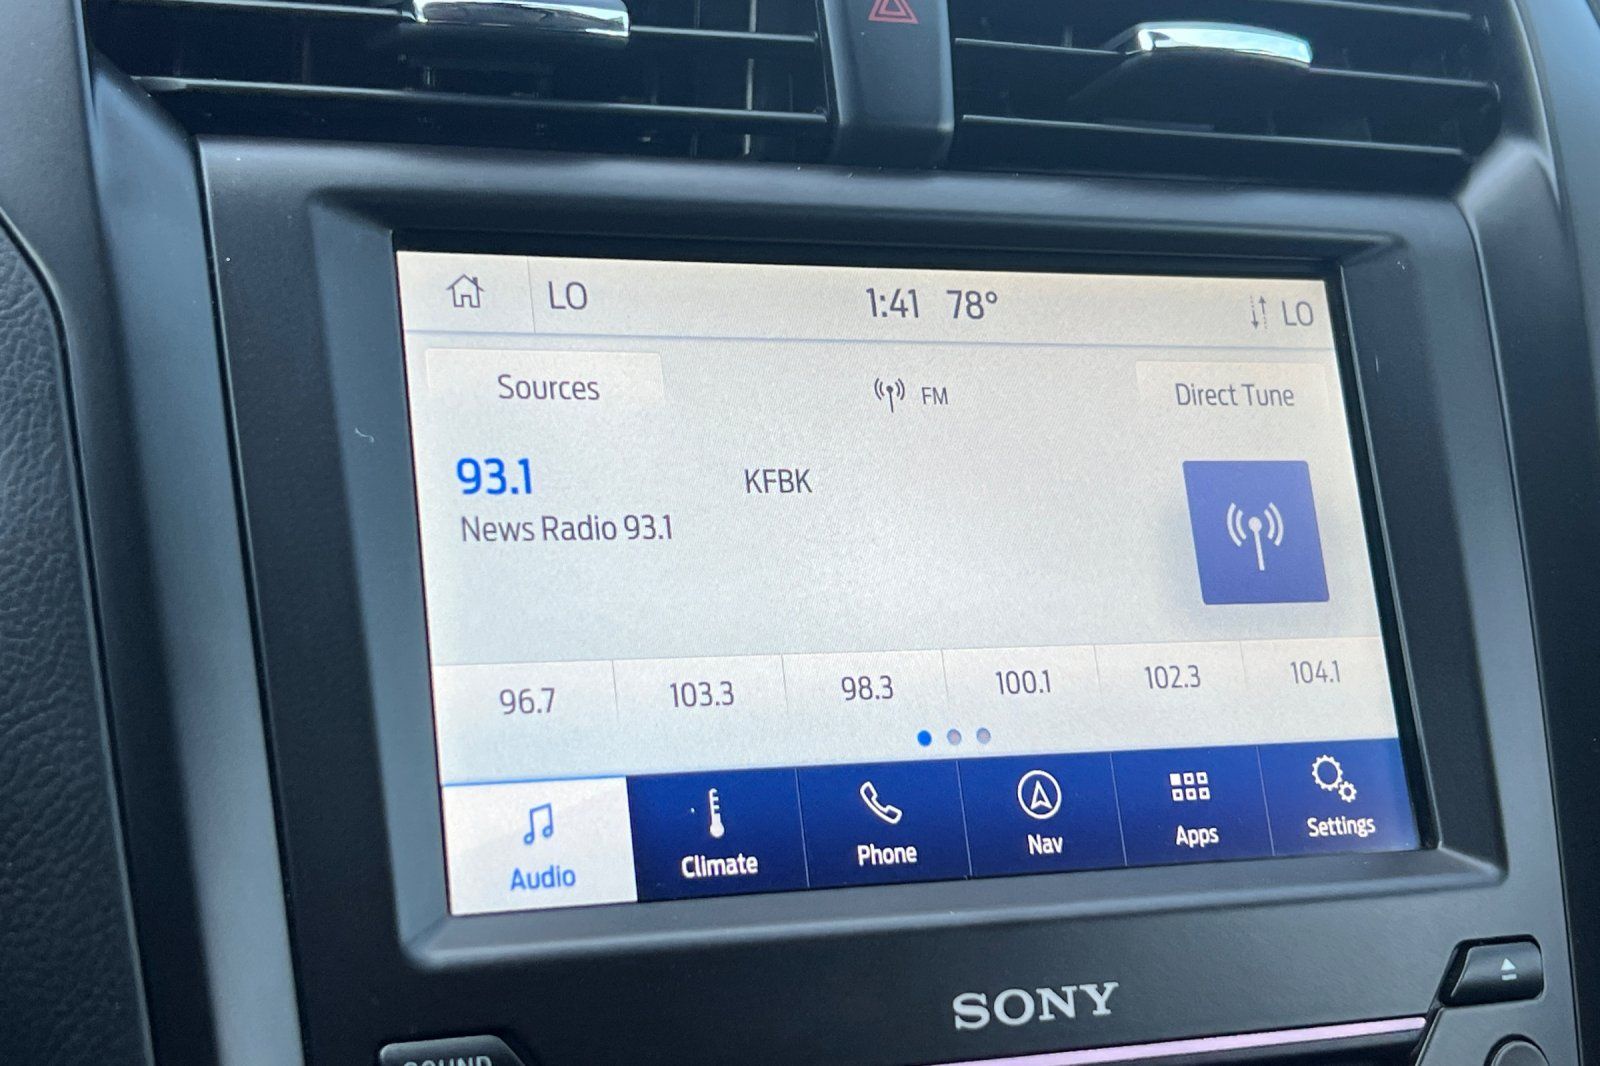 LO 1:41 78° LO
Sources FM Direct Tune
93.1 KFBK
News Radio 93.1
96.7 103.3 98.3 100.1 102.3 104.1
Audio Climate Phone Nav Apps Settings
SONY
SOUND